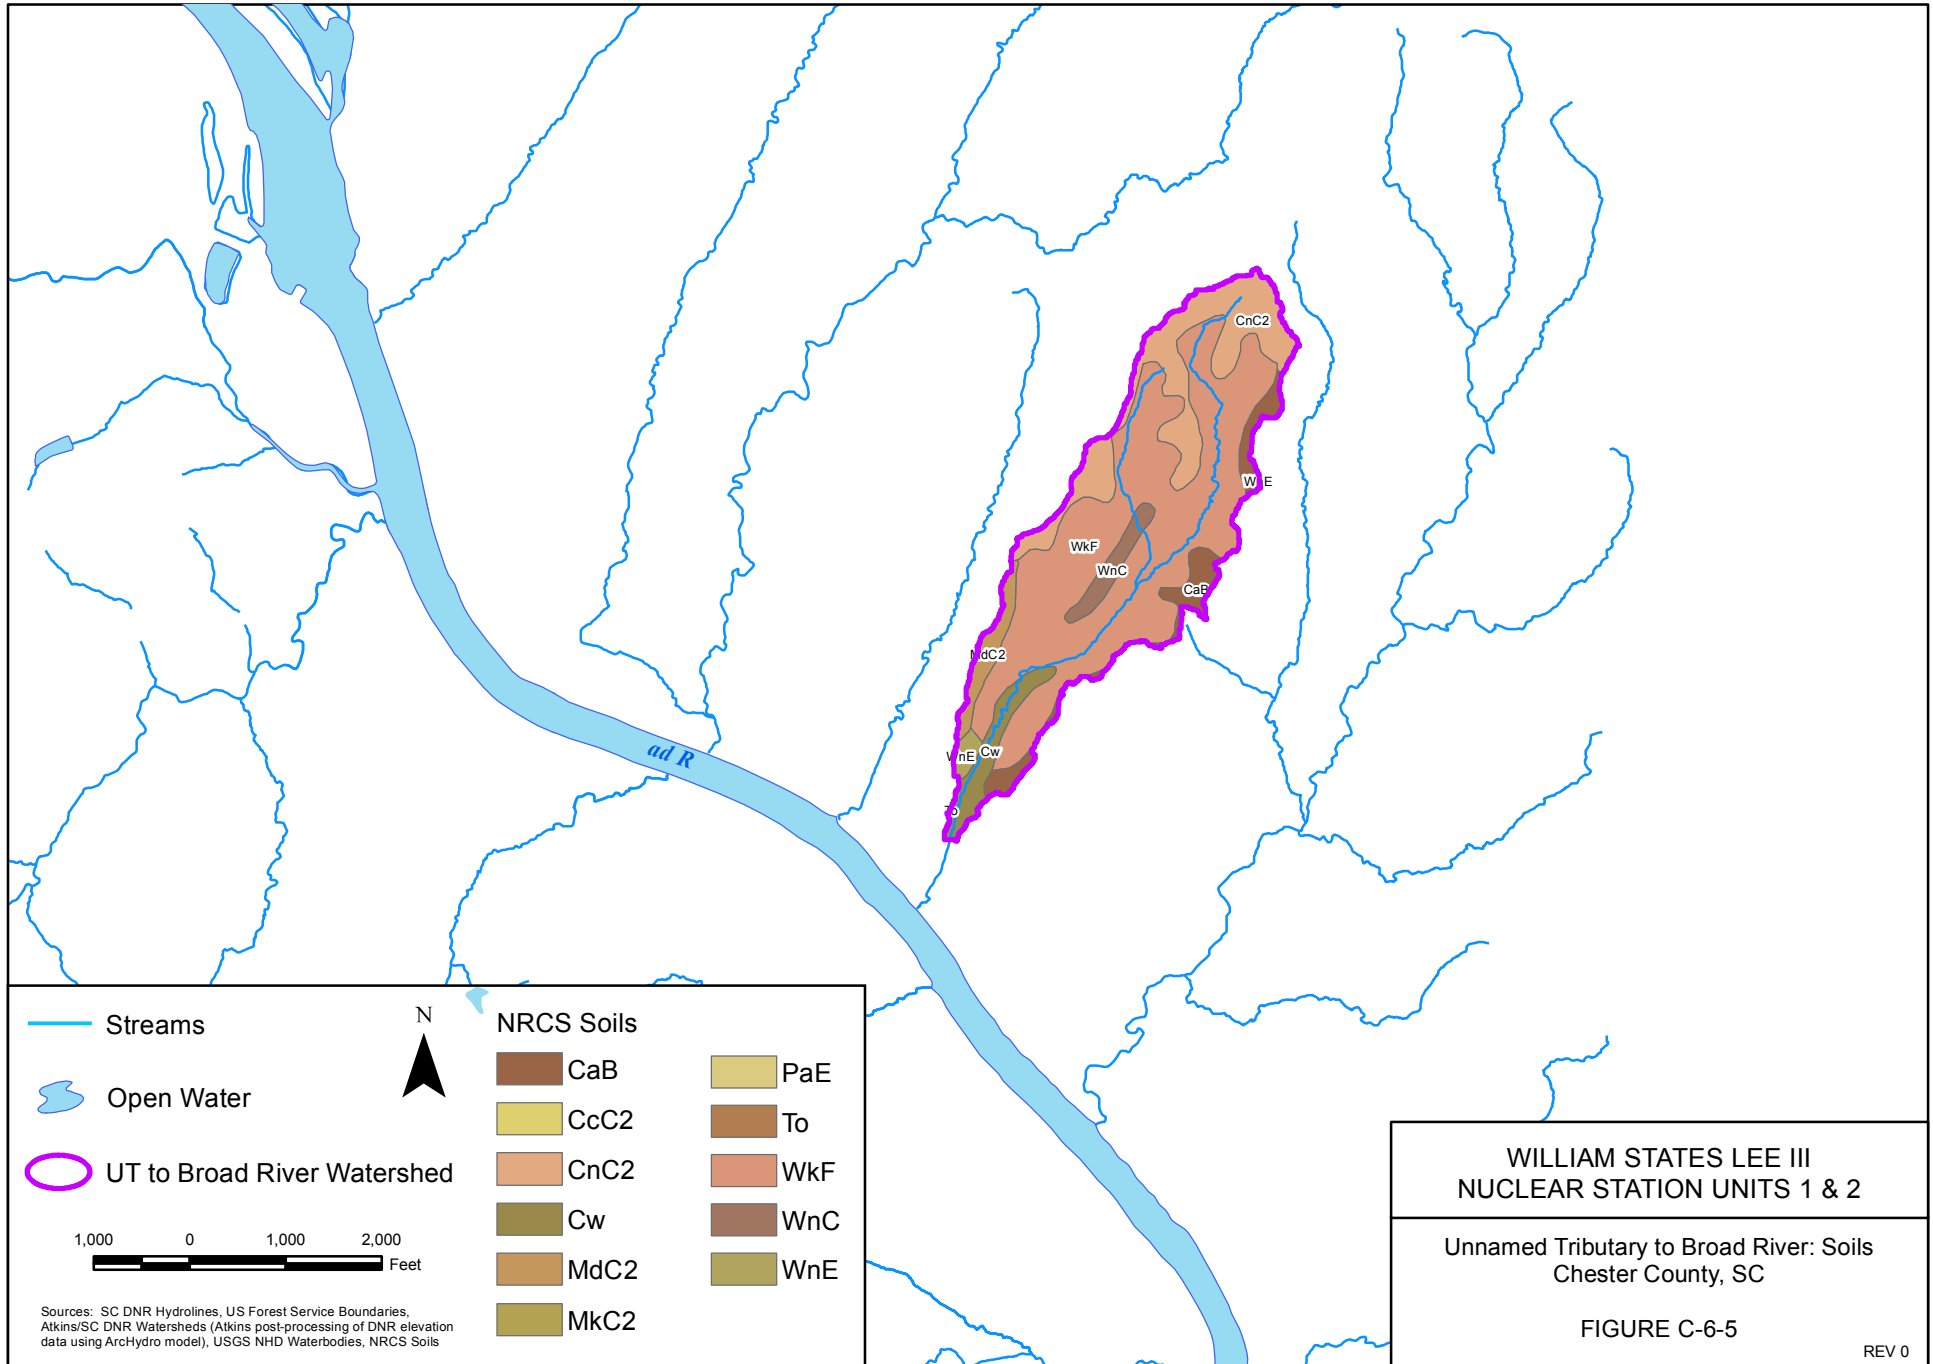 CnC2
W E
WkF
WnC
CaB
MdC2
WnE
Cw
To
ad R
Streams
Open Water
UT to Broad River Watershed
N
1,000 0 1,000 2,000
Feet
Sources: SC DNR Hydrolines, US Forest Service Boundaries,
Atkins/SC DNR Watersheds (Atkins post-processing of DNR elevation
data using ArcHydro model), USGS NHD Waterbodies, NRCS Soils
NRCS Soils
CaB
CcC2
CnC2
Cw
MdC2
MkC2
PaE
To
WkF
WnC
WnE
WILLIAM STATES LEE III
NUCLEAR STATION UNITS 1 & 2
Unnamed Tributary to Broad River: Soils
Chester County, SC
FIGURE C-6-5
REV 0